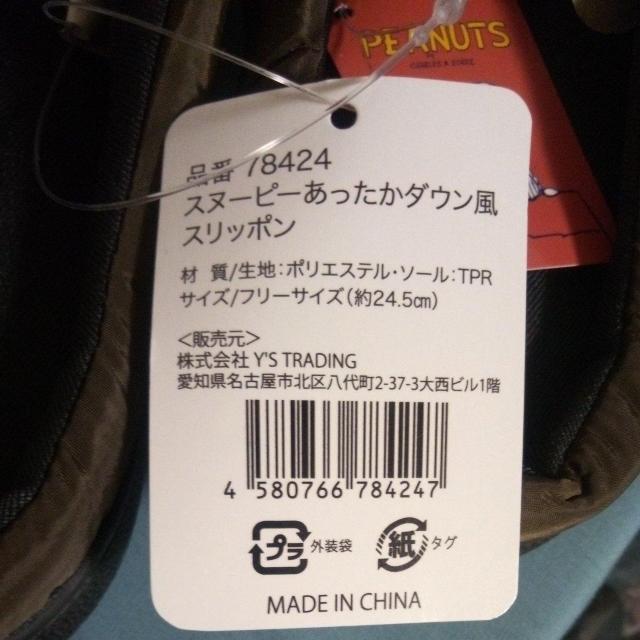 PEANUTS
品番 78424
スヌーピーあったかダウン風
スリッポン
材 質/生地:ポリエステル・ソール:TPR
サイズ/フリーサイズ(約24.5㎝)
<販売元>
株式会社 Y'S TRADING
愛知県名古屋市北区八代町2-37-3大西ビル1階
4 580766 784247
プラ 外装袋 紙 タグ
MADE IN CHINA